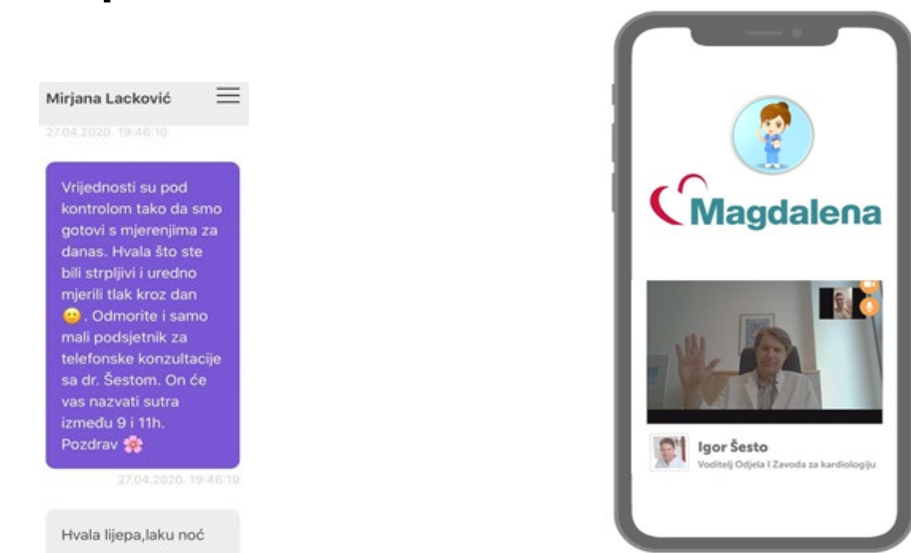 Mirjana Lacković
27.04.2020. 19:46:10
Vrijednosti su pod
kontrolom tako da smo
gotovi s mjerenjima za
danas. Hvala što ste
bili strpljivi i uredno
mjerili tlak kroz dan
🙂 . Odmorite i samo
mali podsjetnik za
telefonske konzultacije
sa dr. Šestom. On će
vas nazvati sutra
između 9 i 11h.
Pozdrav 🌸
27.04.2020. 19:46:19
Hvala lijepa,laku noć
Magdalena
Igor Šesto
Voditelj Odjela I Zavoda za kardiologiju